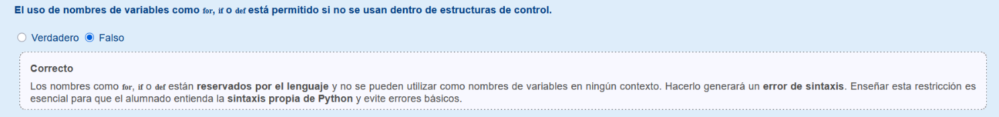 El uso de nombres de variables como for, if o def está permitido si no se usan dentro de estructuras de control.
Verdadero Falso
Correcto
Los nombres como for, if o def están reservados por el lenguaje y no se pueden utilizar como nombres de variables en ningún contexto. Hacerlo generará un error de sintaxis. Enseñar esta restricción es
esencial para que el alumnado entienda la sintaxis propia de Python y evite errores básicos.